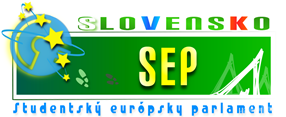 SLOVENSKO
SEP
Študentský európsky parlament